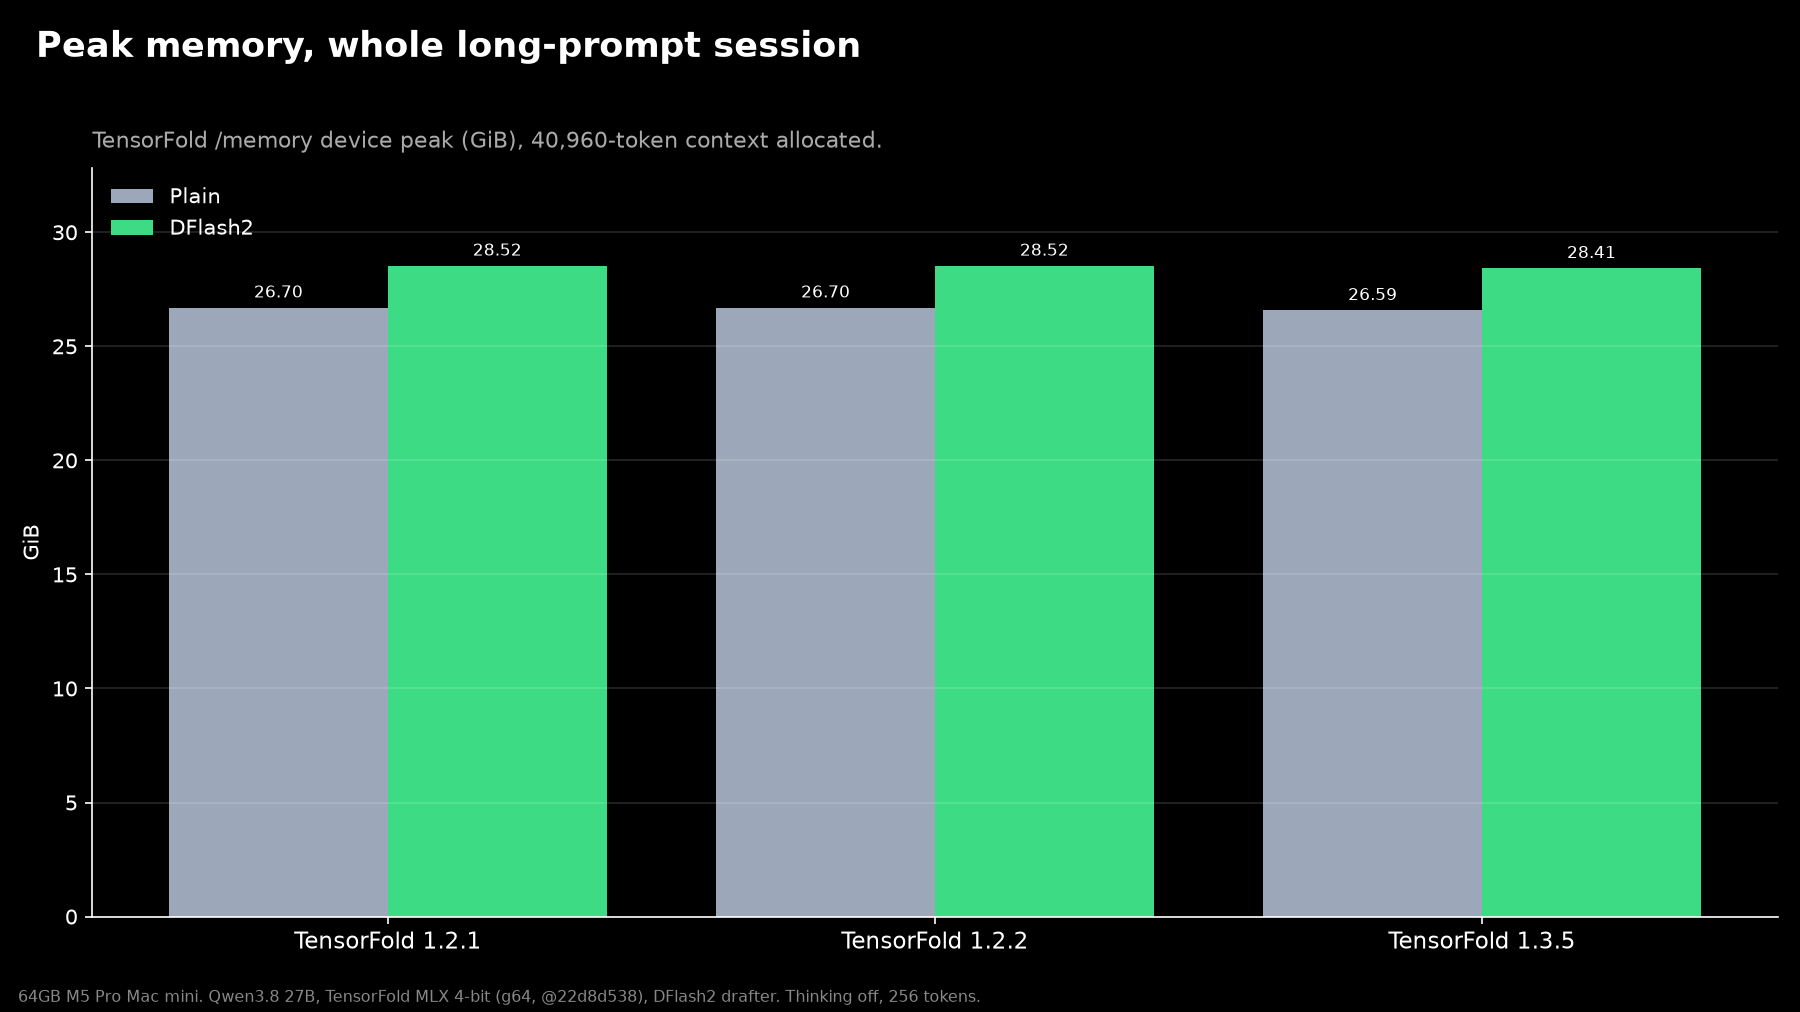 Peak memory, whole long-prompt session
TensorFold /memory device peak (GiB), 40,960-token context allocated.
Plain
DFlash2
30
25
20
15
10
5
0
GiB
26.70
28.52
26.70
28.52
26.59
28.41
TensorFold 1.2.1
TensorFold 1.2.2
TensorFold 1.3.5
64GB M5 Pro Mac mini. Qwen3.8 27B, TensorFold MLX 4-bit (g64, @22d8d538), DFlash2 drafter. Thinking off, 256 tokens.